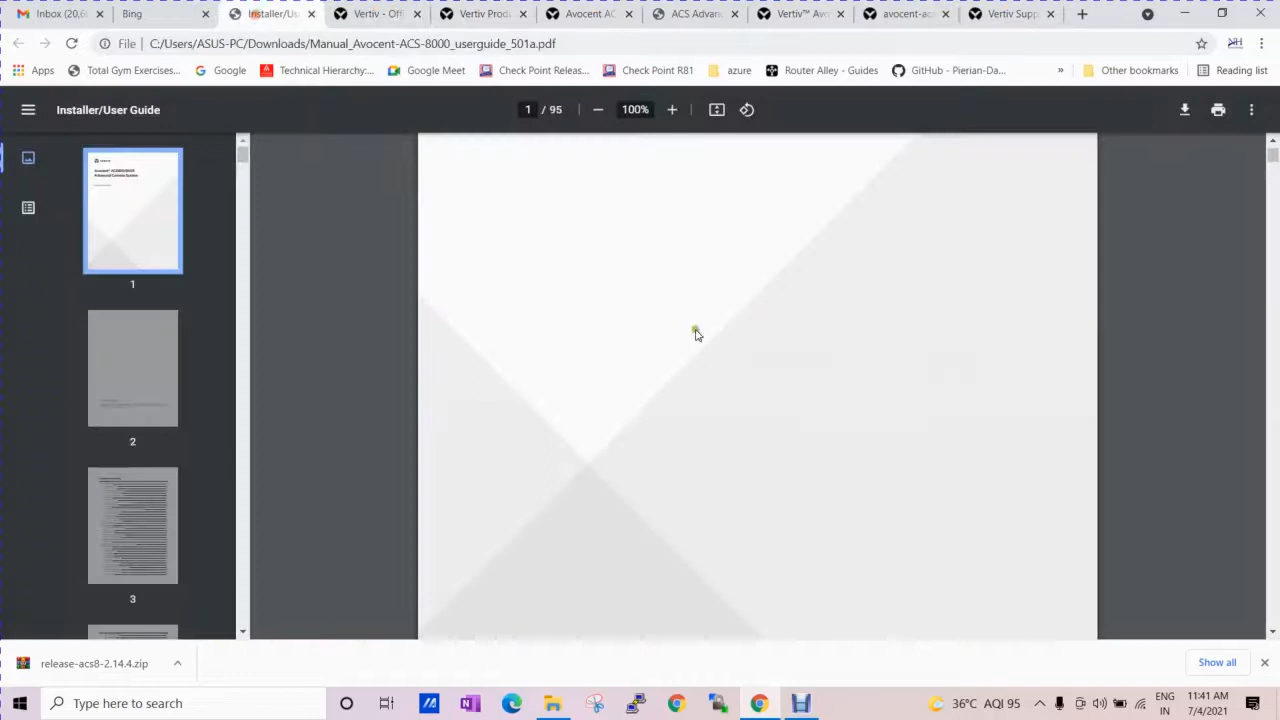 Inbox (20,6
Bing
Installer/Us
Vertiv - Offi
Vertiv Prod
Avocent AC
ACS Advan
Vertiv™ Avo
avocent-acs
Vertiv Supp
File
C:/Users/ASUS-PC/Downloads/Manual_Avocent-ACS-8000_userguide_501a.pdf
Apps
Total Gym Exercises...
Google
Technical Hierarchy:...
Google Meet
Check Point Releas...
Check Point R81
azure
Router Alley - Guides
GitHub - Pierian-Da...
»
Other bookmarks
Reading list
Installer/User Guide
1 / 95
100%
1
2
3
release-acs8-2.14.4.zip
Show all
Type here to search
36°C AQI 95
ENG
IN
11:41 AM
7/4/2021